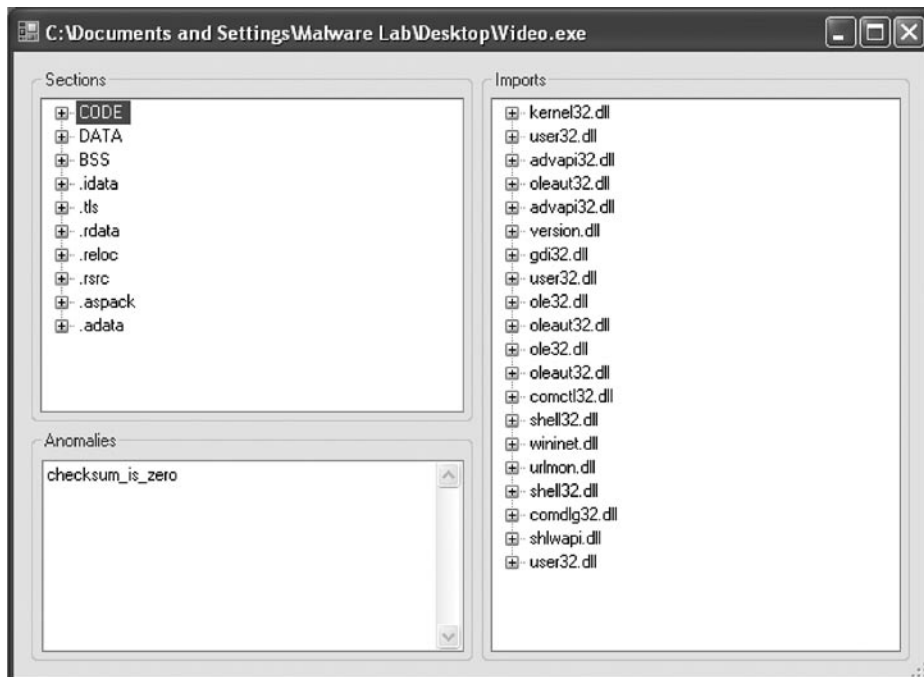 C:\Documents and Settings\Malware Lab\Desktop\Video.exe
Sections
CODE
DATA
BSS
.idata
.tls
.rdata
.reloc
.rsrc
.aspack
.adata
Anomalies
checksum_is_zero
Imports
kernel32.dll
user32.dll
advapi32.dll
oleaut32.dll
advapi32.dll
version.dll
gdi32.dll
user32.dll
ole32.dll
oleaut32.dll
ole32.dll
oleaut32.dll
comctl32.dll
shell32.dll
wininet.dll
urlmon.dll
shell32.dll
comdlg32.dll
shlwapi.dll
user32.dll